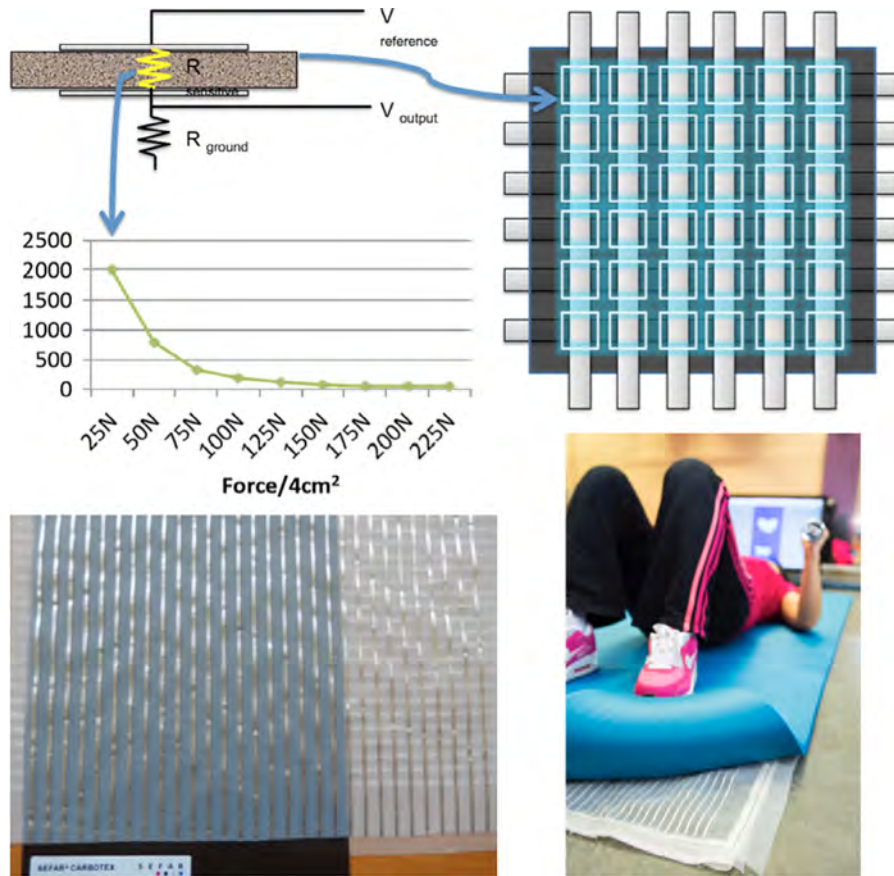 V
reference
R
sensitive
V output
R ground
2500
2000
1500
1000
500
0
25N
50N
75N
100N
125N
150N
175N
200N
225N
Force/4cm²
SEFAR® CARBOTEX SEFAR